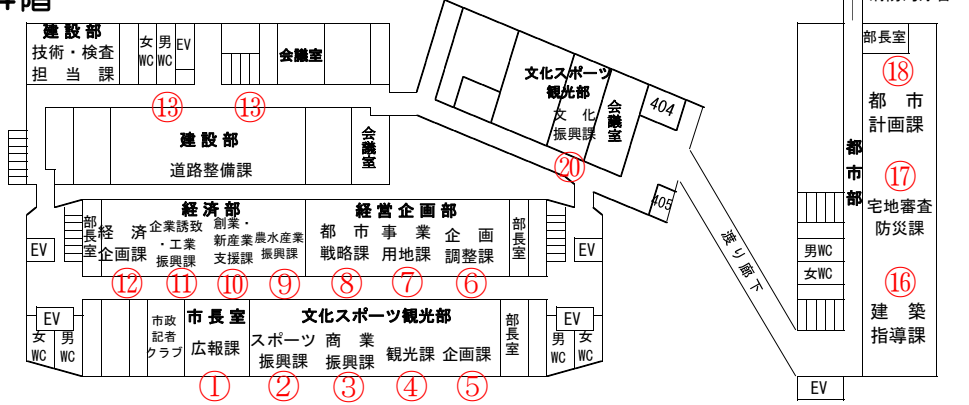 4階
建設部
技術・検査
担当課
女
WC
男
WC
EV
会議室
⑬
⑬
建設部
道路整備課
会議室
文化スポーツ
観光部
文化
振興課
会議室
404
405
⑳
渡り廊下
部長室
⑱
都市
計画課
都市部
⑰
宅地審査
防災課
男WC
女WC
⑯
建築
指導課
EV
EV
部長室
経済部
経済
企画課
企業誘致
・工業
振興課
創業・
新産業
支援課
農水産業
振興課
経営企画部
都市
戦略課
事業
用地課
企画
調整課
部長室
EV
⑫
⑪
⑩
⑨
⑧
⑦
⑥
EV
女
WC
男
WC
市政
記者
クラブ
市長室
広報課
文化スポーツ観光部
スポーツ
振興課
商業
振興課
観光課
企画課
部長室
EV
男
WC
女
WC
①
②
③
④
⑤